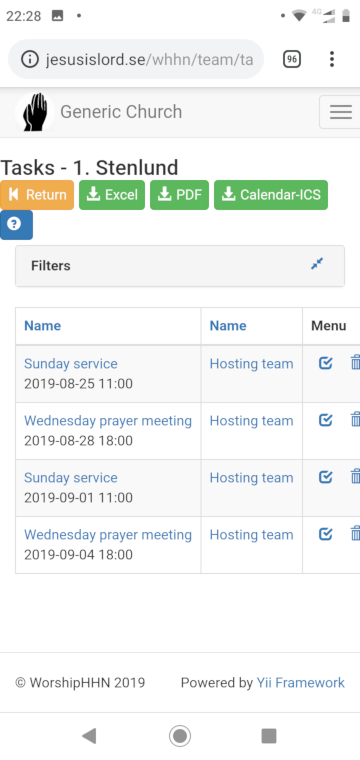 22:28
4G
jesusislord.se/whhn/team/ta
96
Generic Church
Tasks - 1. Stenlund
Return
Excel
PDF
Calendar-ICS
?
Filters
Name Name Menu
Sunday service Hosting team
2019-08-25 11:00
Wednesday prayer meeting Hosting team
2019-08-28 18:00
Sunday service Hosting team
2019-09-01 11:00
Wednesday prayer meeting Hosting team
2019-09-04 18:00
© WorshipHHN 2019 Powered by Yii Framework